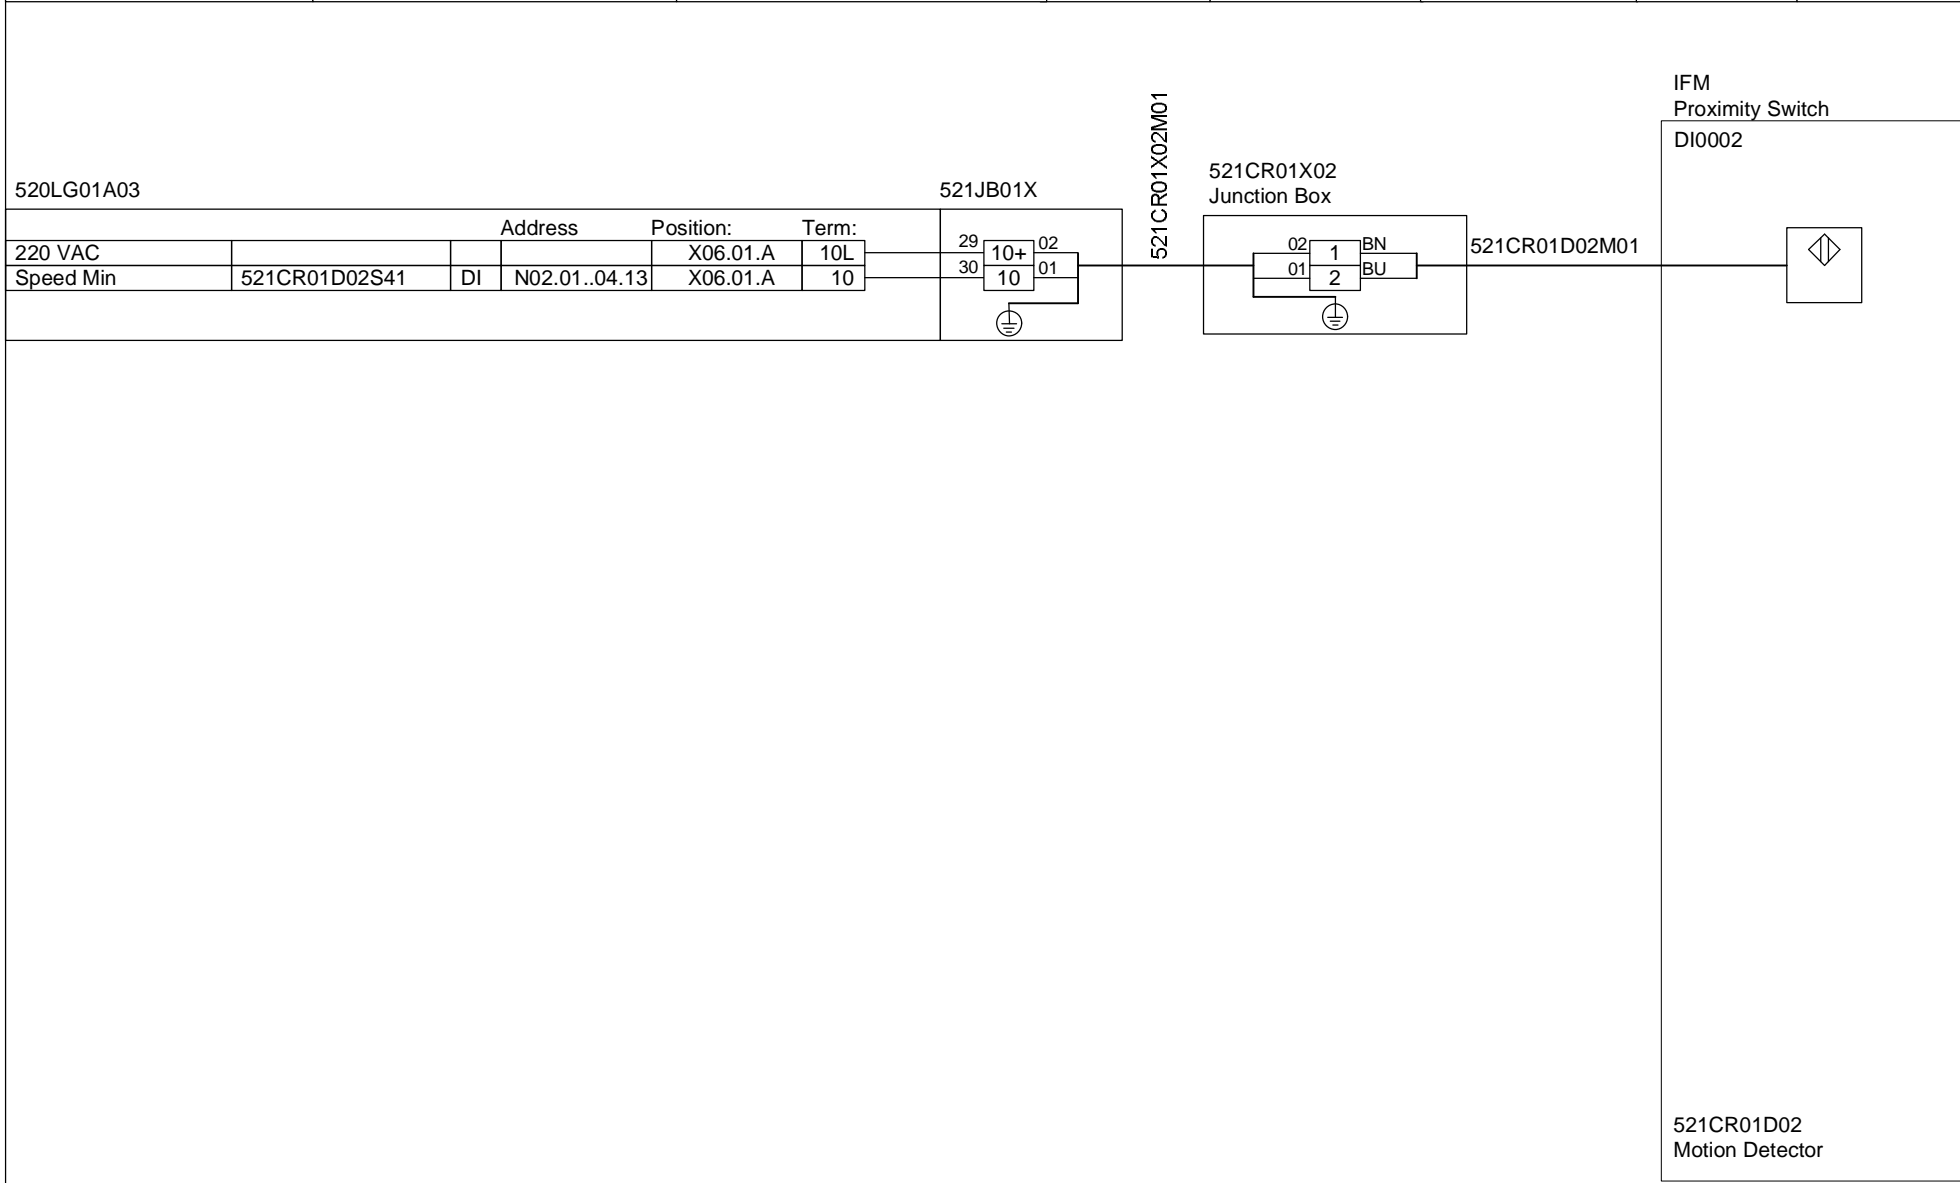 IFM
Proximity Switch
DI0002
520LG01A03
521JB01X
521CR01X02M01
521CR01X02
Junction Box
Address Position: Term:
220 VAC X06.01.A 10L
Speed Min 521CR01D02S41 DI N02.01..04.13 X06.01.A 10
29 10+ 02
30 10 01
02 1 BN
01 2 BU
521CR01D02M01
521CR01D02
Motion Detector